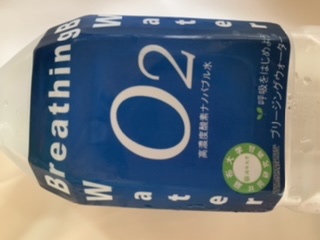 Breathing
W a t e r
O2
高濃度酸素ナノバブル水
呼吸をはじめよう
ブリージングウォーター
W a t e r